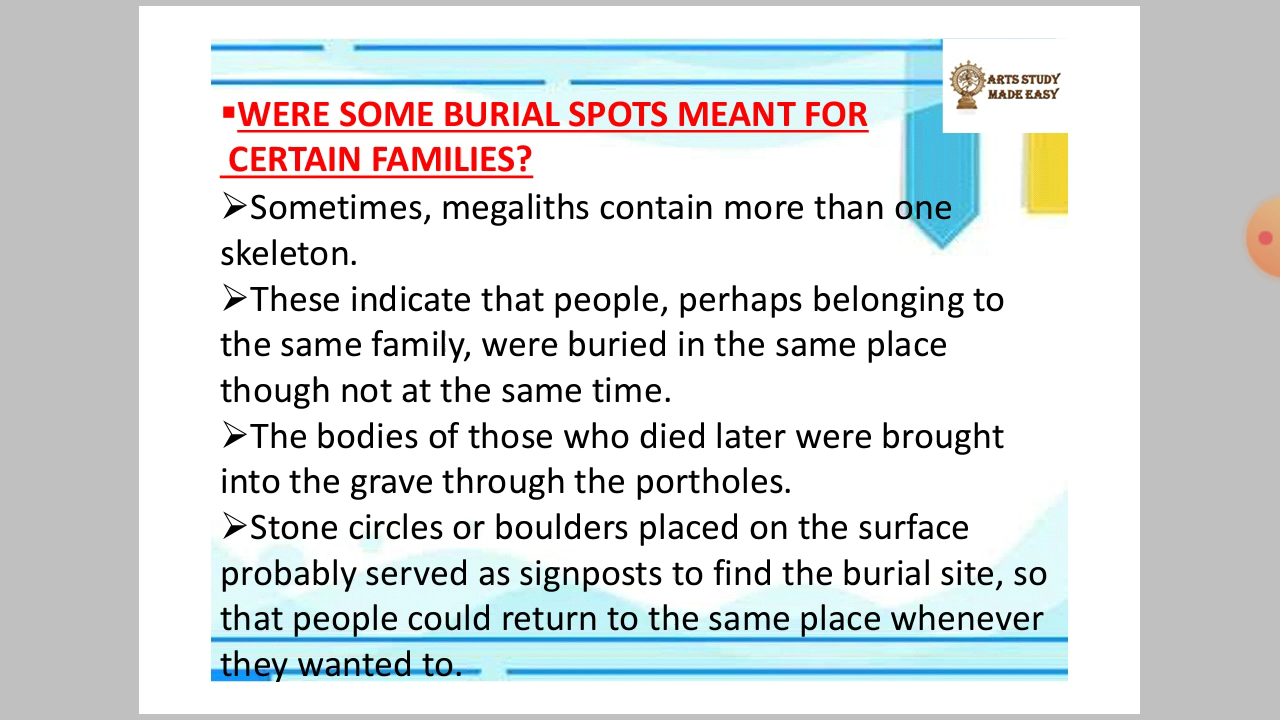 ARTS STUDY
MADE EASY
▪WERE SOME BURIAL SPOTS MEANT FOR
CERTAIN FAMILIES?
➢Sometimes, megaliths contain more than one
skeleton.
➢These indicate that people, perhaps belonging to
the same family, were buried in the same place
though not at the same time.
➢The bodies of those who died later were brought
into the grave through the portholes.
➢Stone circles or boulders placed on the surface
probably served as signposts to find the burial site, so
that people could return to the same place whenever
they wanted to.